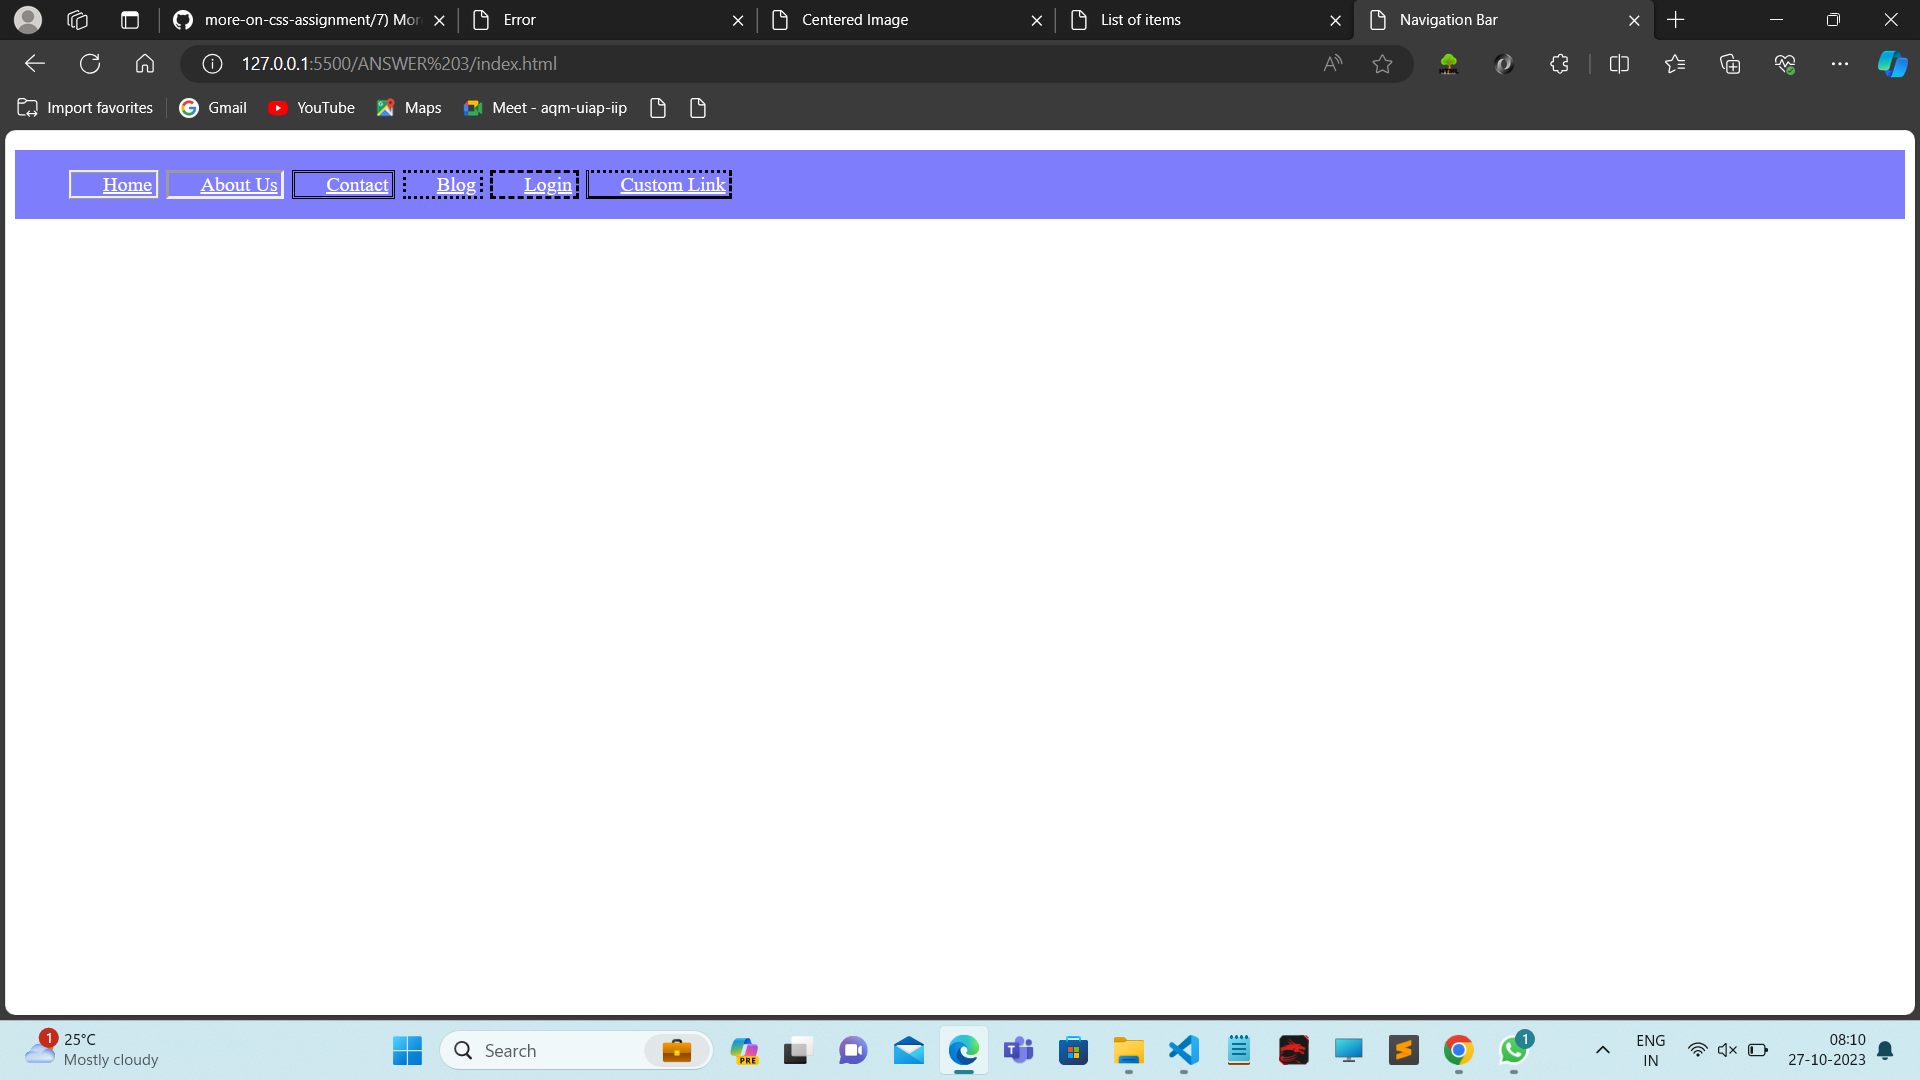 more-on-css-assignment/7) Mor
Error
Centered Image
List of items
Navigation Bar
127.0.0.1:5500/ANSWER%203/index.html
Import favorites
Gmail
YouTube
Maps
Meet - aqm-uiap-iip
Home
About Us
Contact
Blog
Login
Custom Link
1
25°C
Mostly cloudy
Search
PRE
1
ENG
IN
08:10
27-10-2023